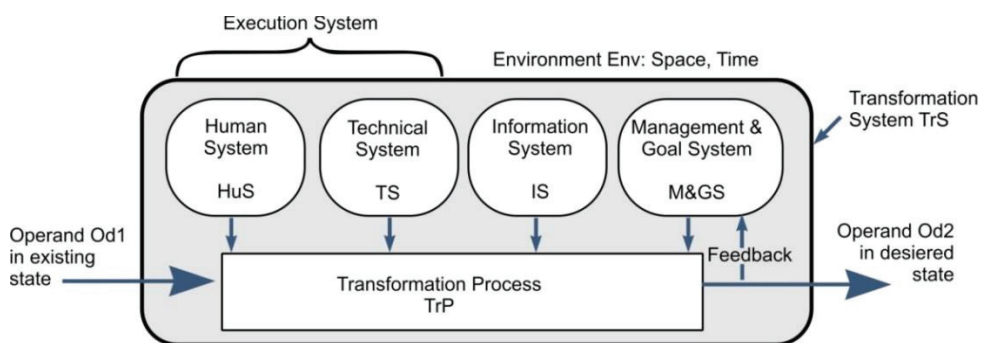 Execution System
Environment Env: Space, Time
Human
System
HuS
Technical
System
TS
Information
System
IS
Management &
Goal System
M&GS
Transformation
System TrS
Operand Od1
in existing
state
Transformation Process
TrP
Feedback
Operand Od2
in desiered
state